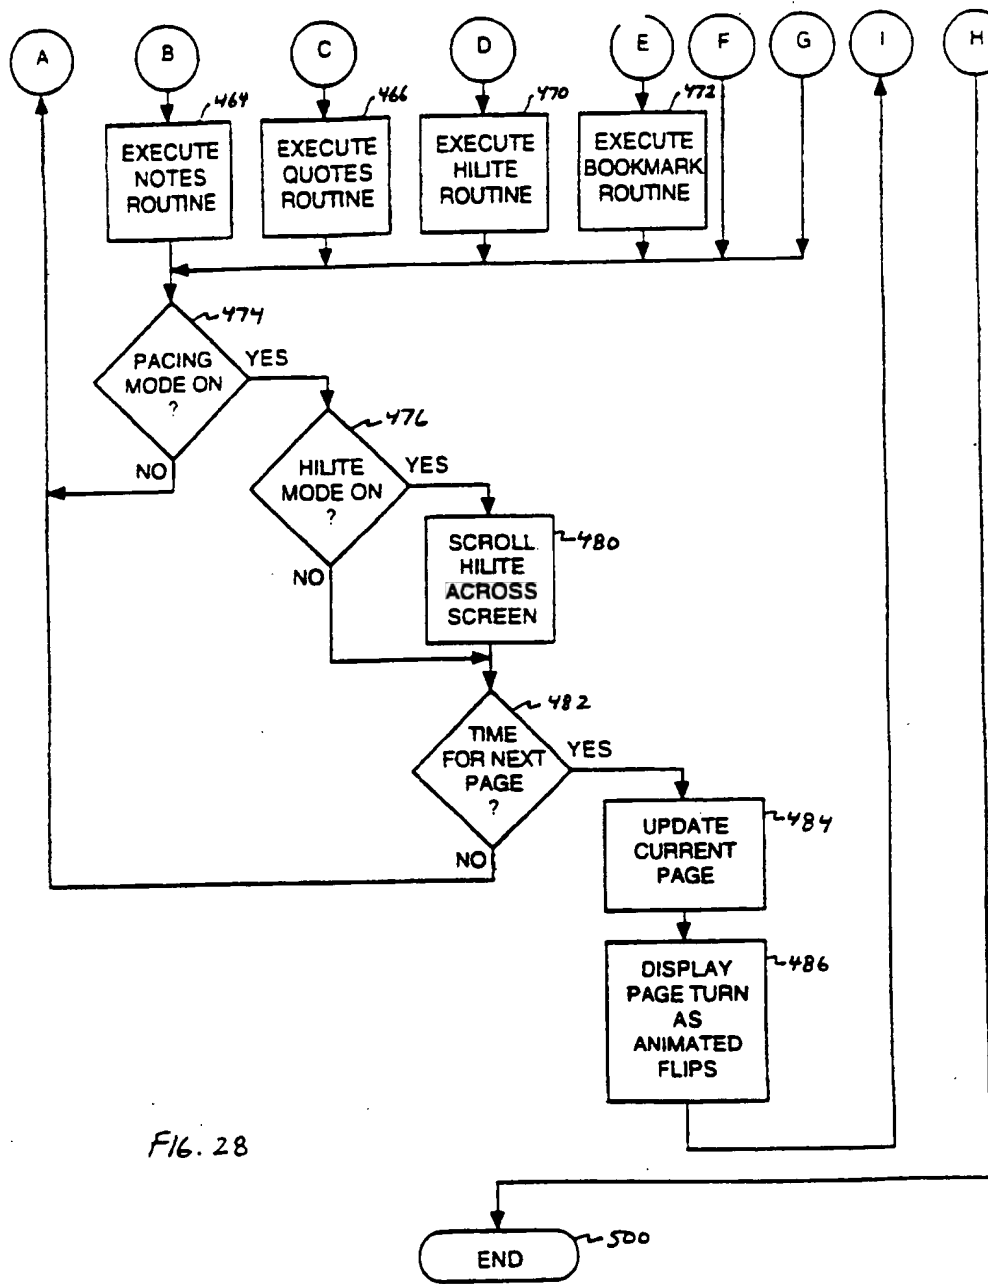 A B C D E F G I H
464 466 470 472
EXECUTE
NOTES
ROUTINE
EXECUTE
QUOTES
ROUTINE
EXECUTE
HILITE
ROUTINE
EXECUTE
BOOKMARK
ROUTINE
474
PACING
MODE ON
?
YES
NO
476
HILITE
MODE ON
?
YES
NO
480
SCROLL
HILITE
ACROSS
SCREEN
482
TIME
FOR NEXT
PAGE
?
YES
NO
484
UPDATE
CURRENT
PAGE
486
DISPLAY
PAGE TURN
AS
ANIMATED
FLIPS
FIG. 28
500
END